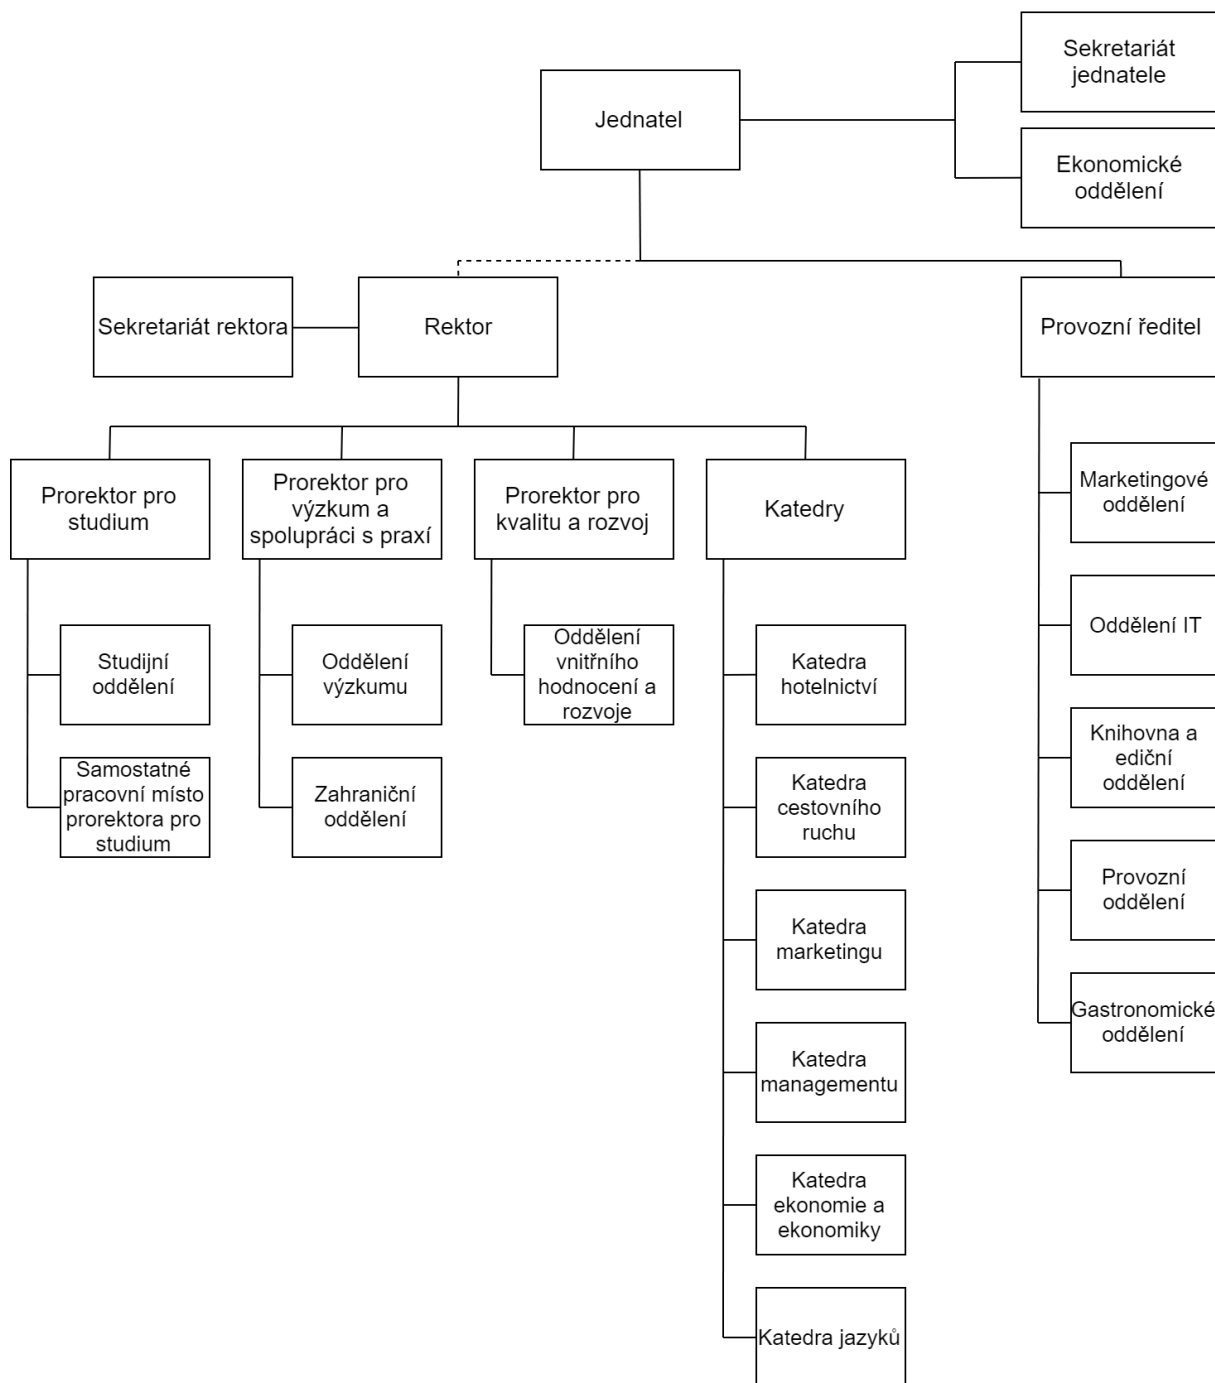 Sekretariát
jednatele
Jednatel
Ekonomické
oddělení
Sekretariát rektora
Rektor
Provozní ředitel
Prorektor pro
studium
Prorektor pro
výzkum a
spolupráci s praxí
Prorektor pro
kvalitu a rozvoj
Katedry
Marketingové
oddělení
Studijní
oddělení
Oddělení
výzkumu
Oddělení
vnitřního
hodnocení a
rozvoje
Katedra
hotelnictví
Oddělení IT
Samostatné
pracovní místo
prorektora pro
studium
Zahraniční
oddělení
Katedra
cestovního
ruchu
Knihovna a
ediční
oddělení
Katedra
marketingu
Provozní
oddělení
Katedra
managementu
Gastronomické
oddělení
Katedra
ekonomie a
ekonomiky
Katedra jazyků